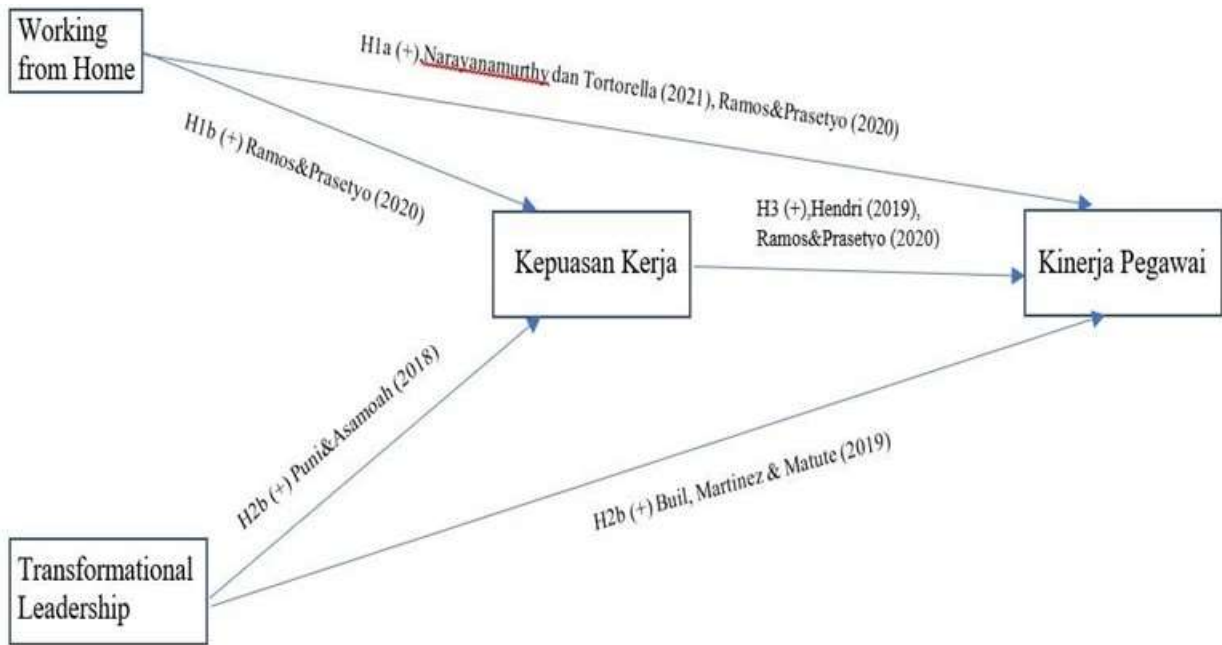 Working
from Home
H1a (+),Narayanamurthy dan Tortorella (2021), Ramos&Prasetyo (2020)
H1b (+) Ramos&Prasetyo (2020)
H3 (+),Hendri (2019),
Ramos&Prasetyo (2020)
Kepuasan Kerja
Kinerja Pegawai
H2b (+) Puni&Asamoah (2018)
H2b (+) Buil, Martinez & Matute (2019)
Transformational
Leadership